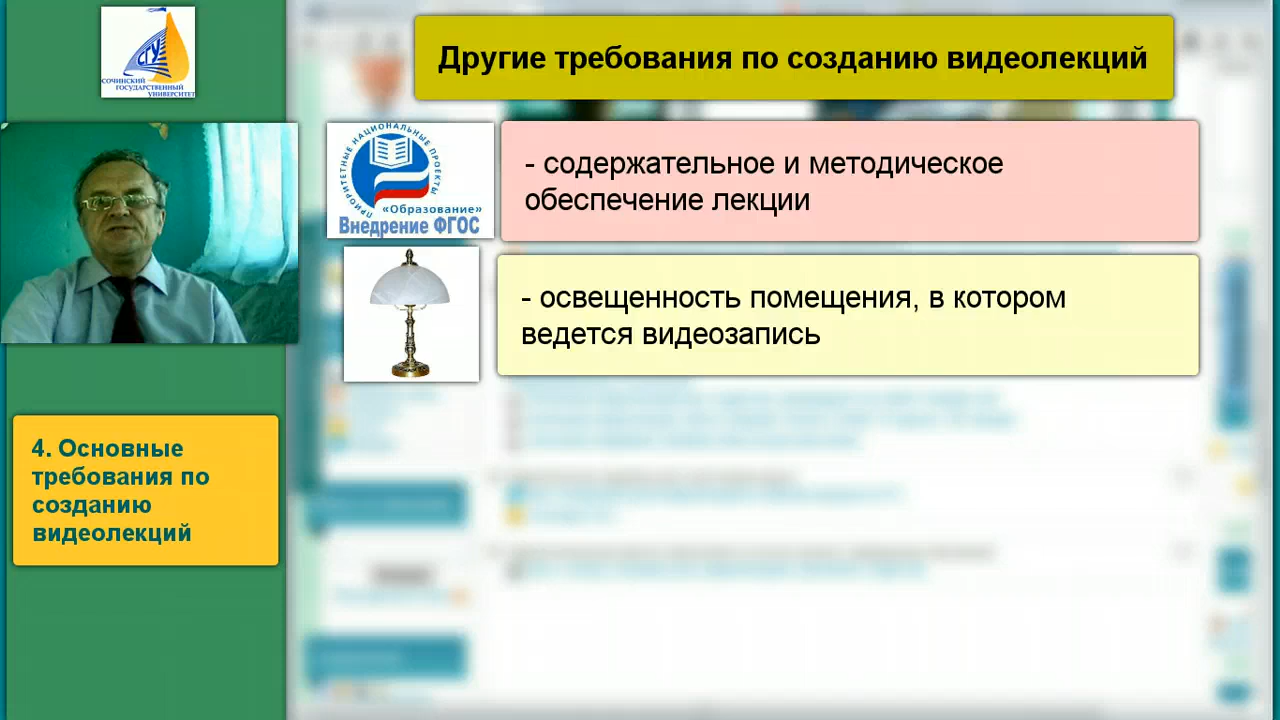 СГУ
СОЧИНСКИЙ
ГОСУДАРСТВЕННЫЙ
УНИВЕРСИТЕТ
Другие требования по созданию видеолекций
ПРИОРИТЕТНЫЕ НАЦИОНАЛЬНЫЕ ПРОЕКТЫ
«Образование»
Внедрение ФГОС
- содержательное и методическое
обеспечение лекции
- освещенность помещения, в котором
ведется видеозапись
4. Основные
требования по
созданию
видеолекций